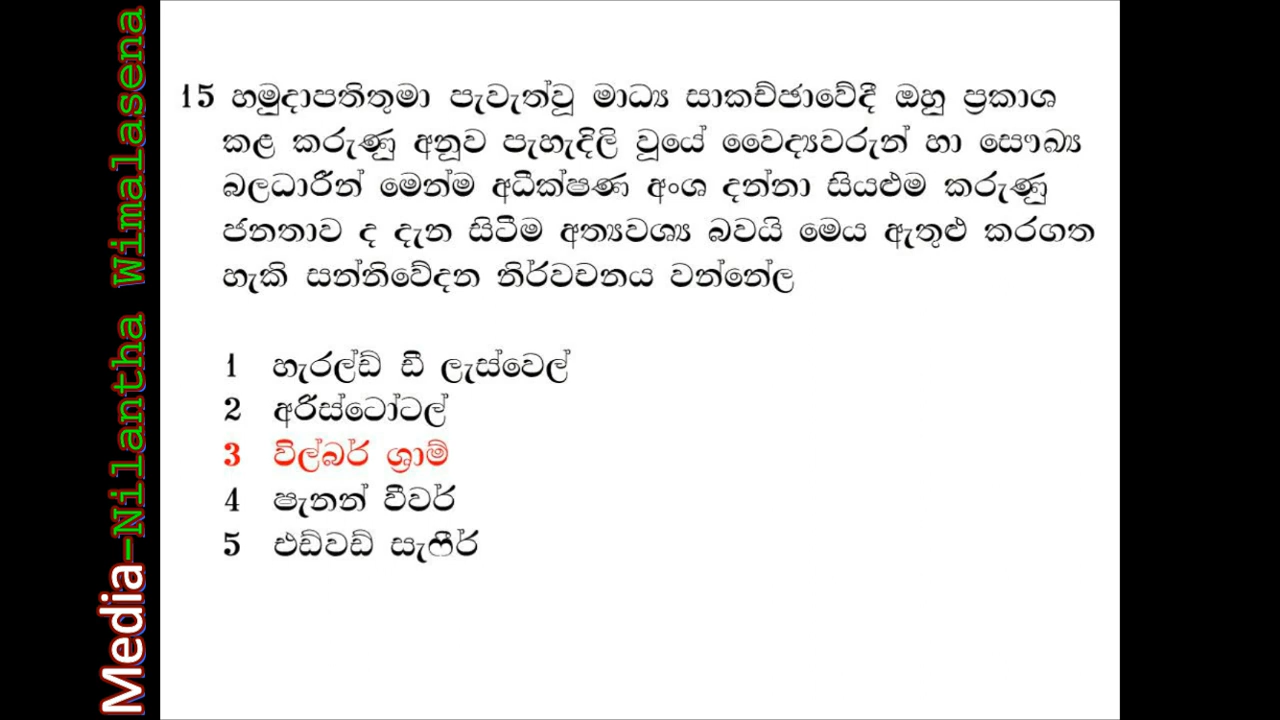 Media-Nilantha Wimalasena
15 හමුදාපතිතුමා පැවැත්වූ මාධ්‍ය සාකච්ඡාවේදී ඔහු ප්‍රකාශ
කළ කරුණු අනුව පැහැදිලි වූයේ වෛද්‍යවරුන් හා සෞඛ්‍ය
බලධාරීන් මෙන්ම අධීක්ෂණ අංශ දන්නා සියළුම කරුණු
ජනතාව ද දැන සිටීම අත්‍යවශ්‍ය බවයි මෙය ඇතුළු කරගත
හැකි සන්නිවේදන නිර්වචනය වන්නේල
1 හැරල්ඩ් ඩී ලැස්වෙල්
2 අරිස්ටෝටල්
3 විල්බර් ශ්‍රාම්
4 ෂැනන් වීවර්
5 එඩ්වඩ් සැෆීර්